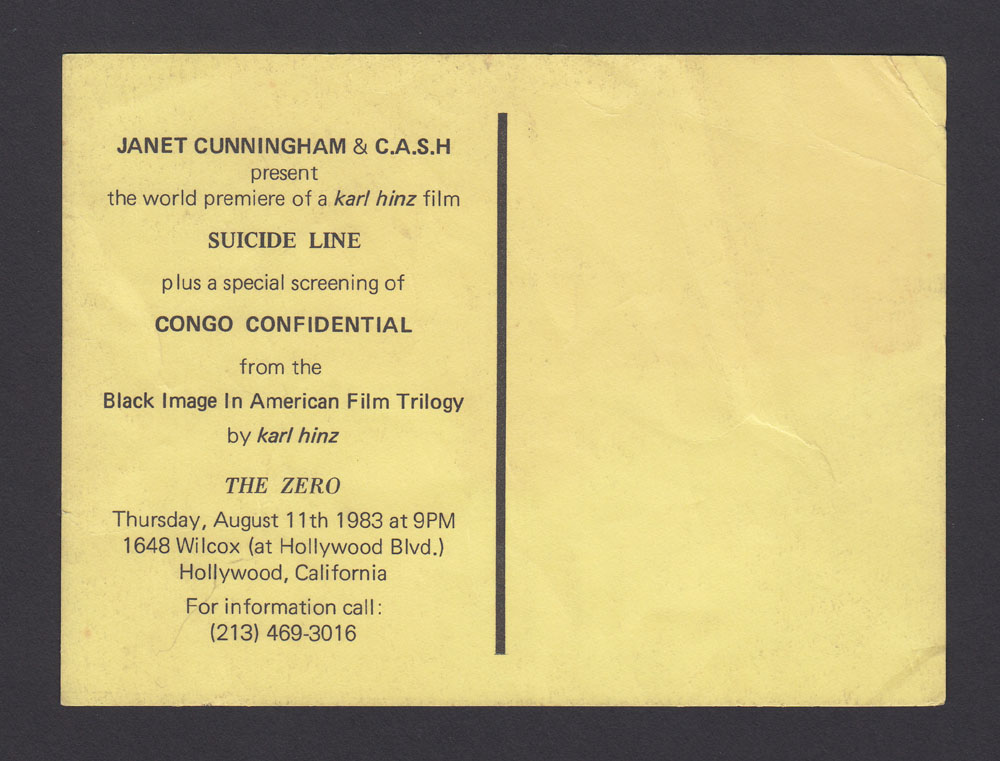 JANET CUNNINGHAM & C.A.S.H
present
the world premiere of a karl hinz film
SUICIDE LINE
plus a special screening of
CONGO CONFIDENTIAL
from the
Black Image In American Film Trilogy
by karl hinz
THE ZERO
Thursday, August 11th 1983 at 9PM
1648 Wilcox (at Hollywood Blvd.)
Hollywood, California
For information call:
(213) 469-3016